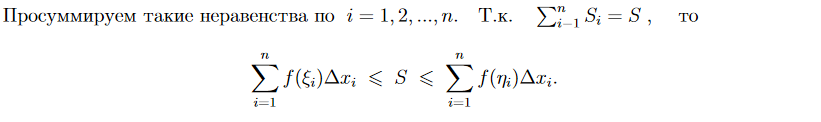 Просуммируем такие неравенства по i = 1, 2, ..., n. Т.к. ∑_{i−1}^{n} S_i = S , то
∑_{i=1}^{n} f(ξ_i)Δx_i ⩽ S ⩽ ∑_{i=1}^{n} f(η_i)Δx_i.